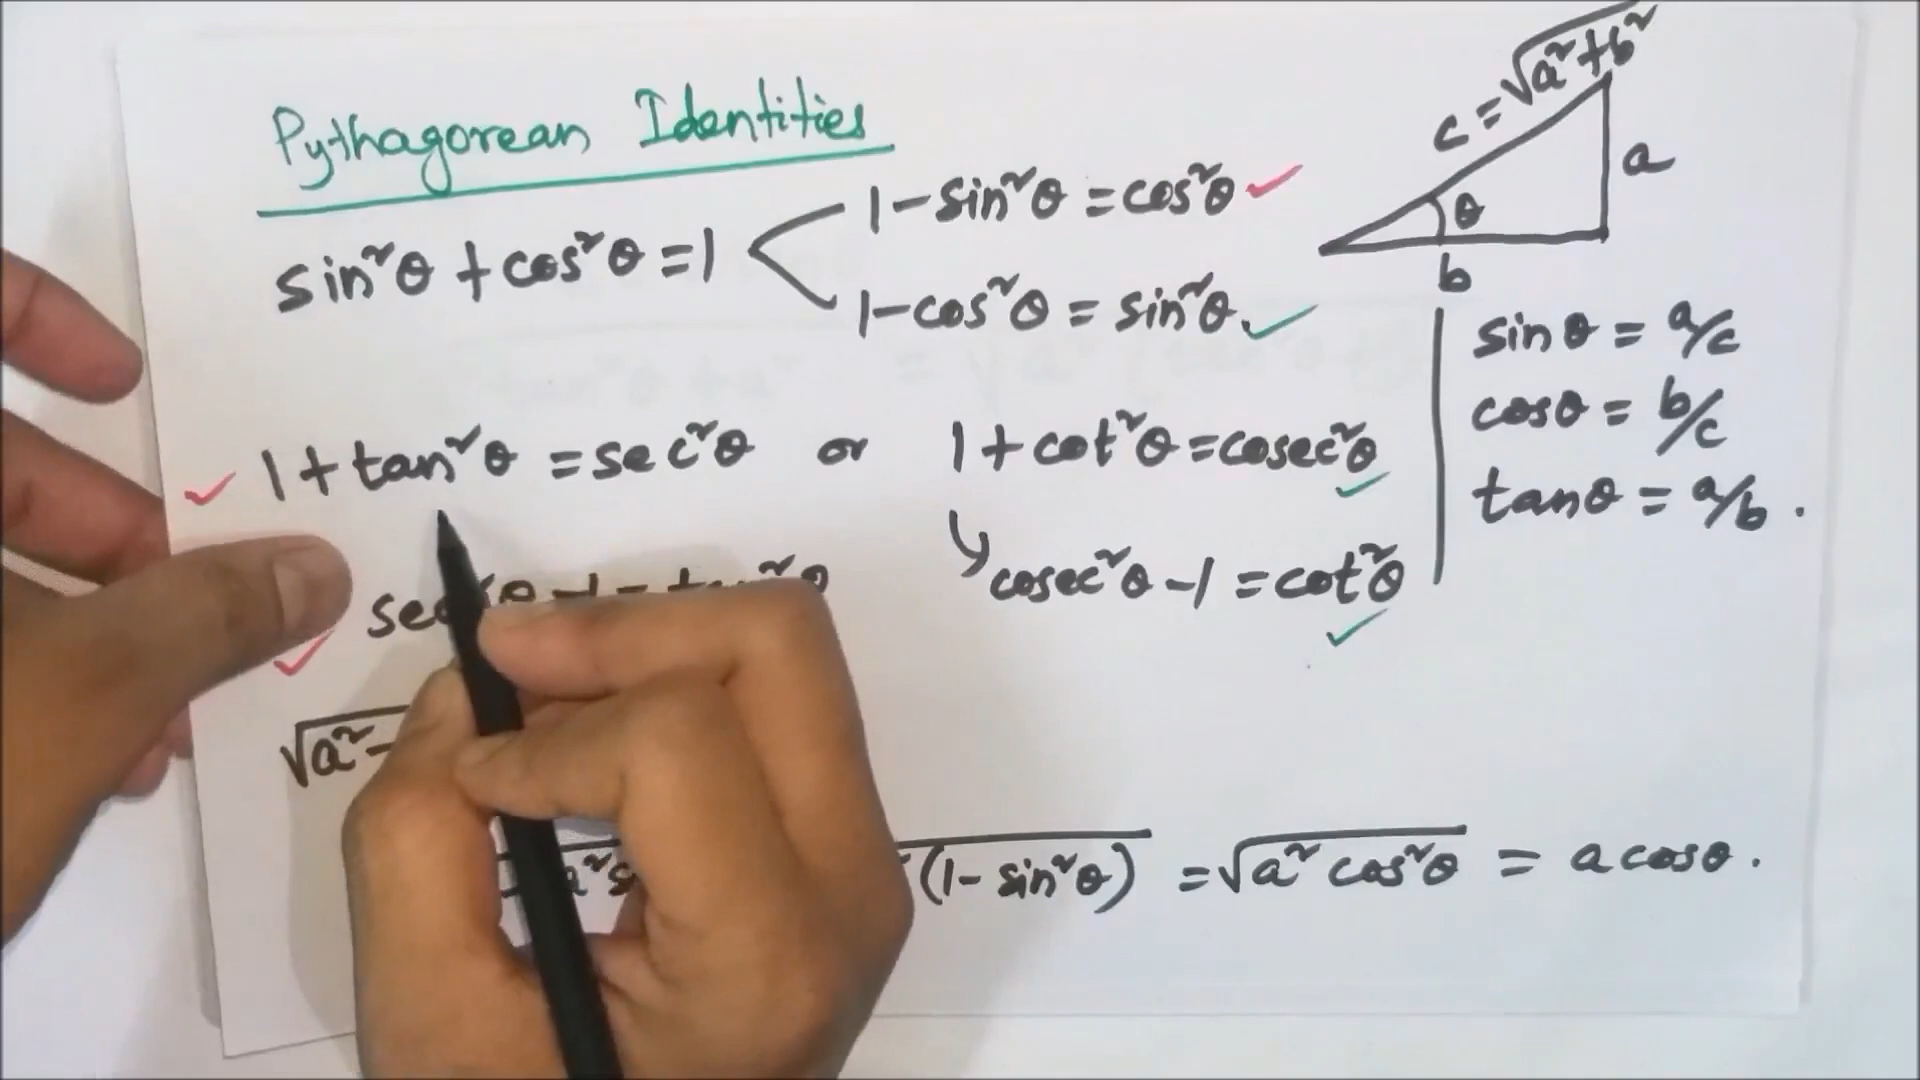 Pythagorean Identities
sin²θ + cos²θ = 1
1 - sin²θ = cos²θ
1 - cos²θ = sin²θ.
1 + tan²θ = sec²θ or 1 + cot²θ = cosec²θ
cosec²θ - 1 = cot²θ
√a² -
(1 - sin²θ) = √a² cos²θ = a cosθ.
c = √a² + b²
a
θ
b
sinθ = a/c
cosθ = b/c
tanθ = a/b.